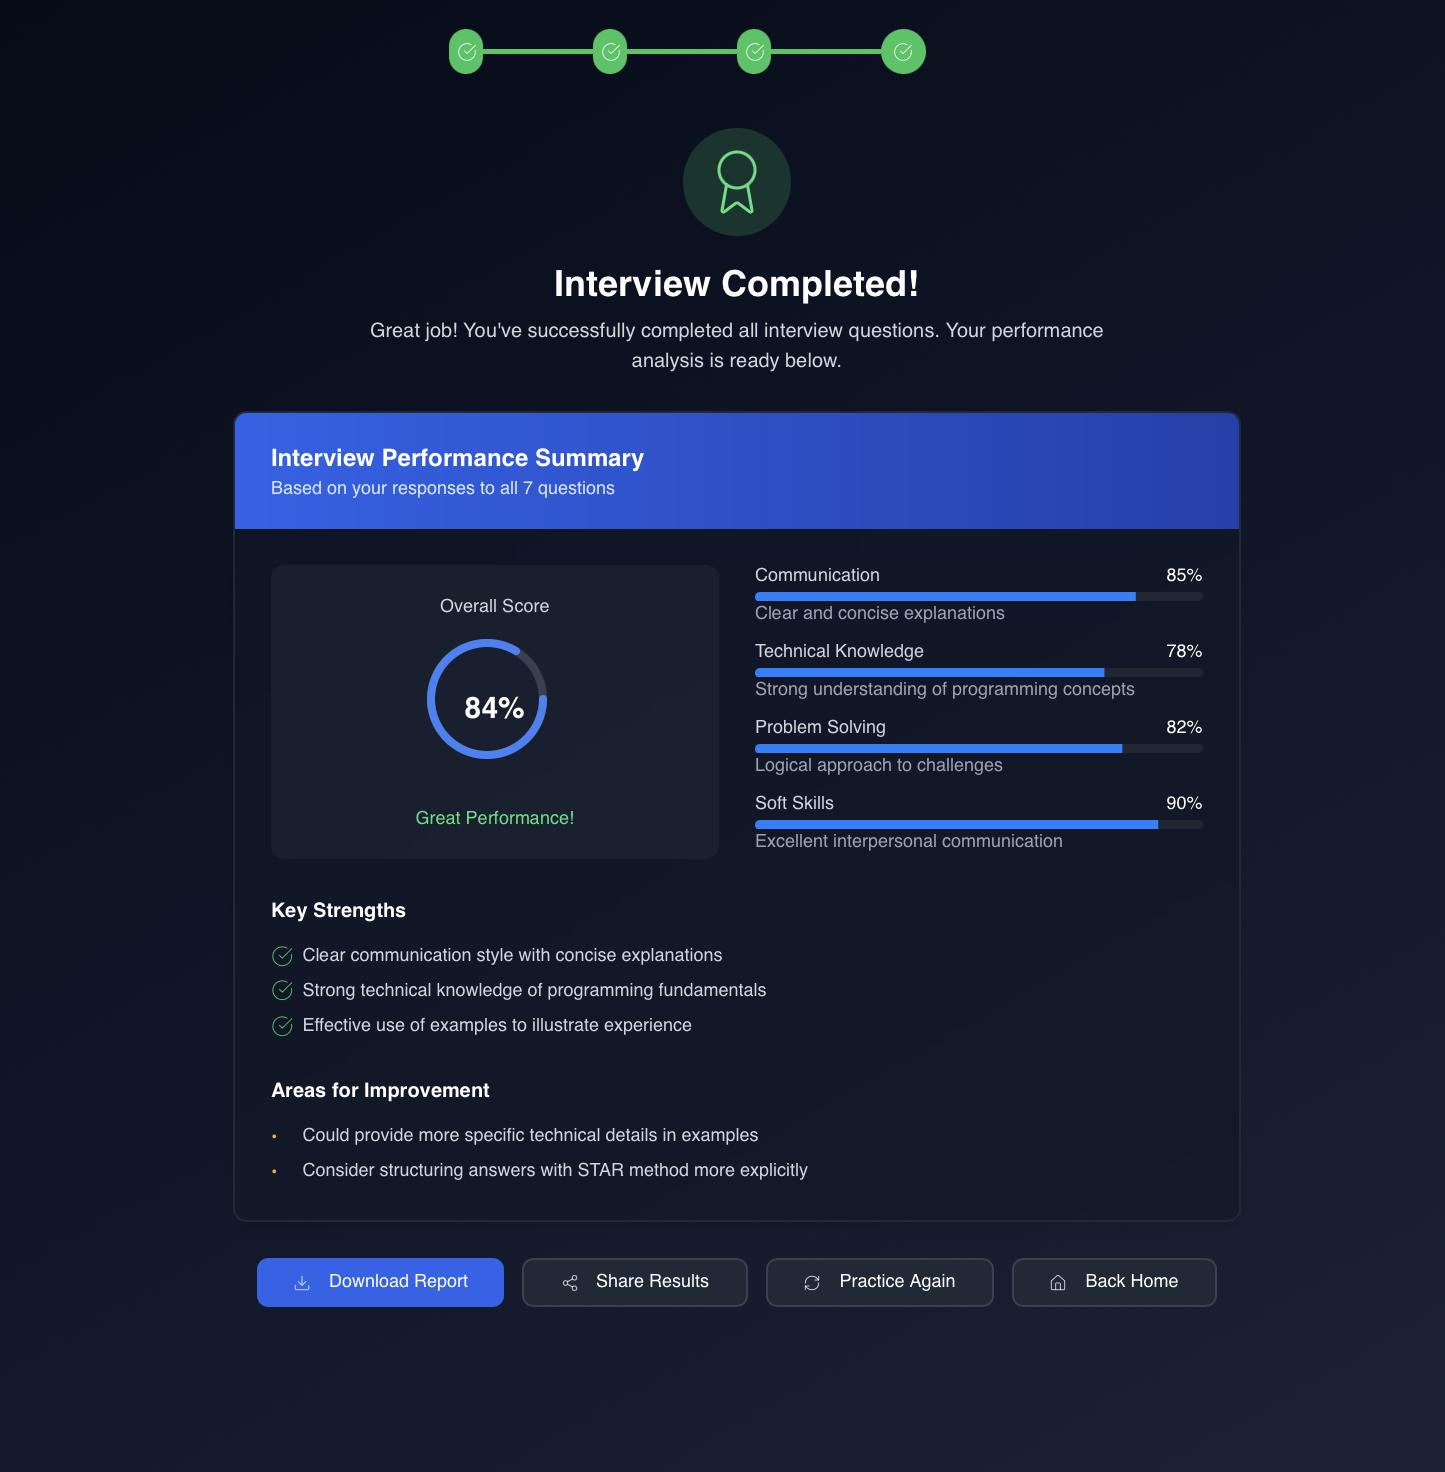 Interview Completed!
Great job! You've successfully completed all interview questions. Your performance
analysis is ready below.
Interview Performance Summary
Based on your responses to all 7 questions
Overall Score
84%
Great Performance!
Communication 85%
Clear and concise explanations
Technical Knowledge 78%
Strong understanding of programming concepts
Problem Solving 82%
Logical approach to challenges
Soft Skills 90%
Excellent interpersonal communication
Key Strengths
Clear communication style with concise explanations
Strong technical knowledge of programming fundamentals
Effective use of examples to illustrate experience
Areas for Improvement
• Could provide more specific technical details in examples
• Consider structuring answers with STAR method more explicitly
Download Report Share Results Practice Again Back Home